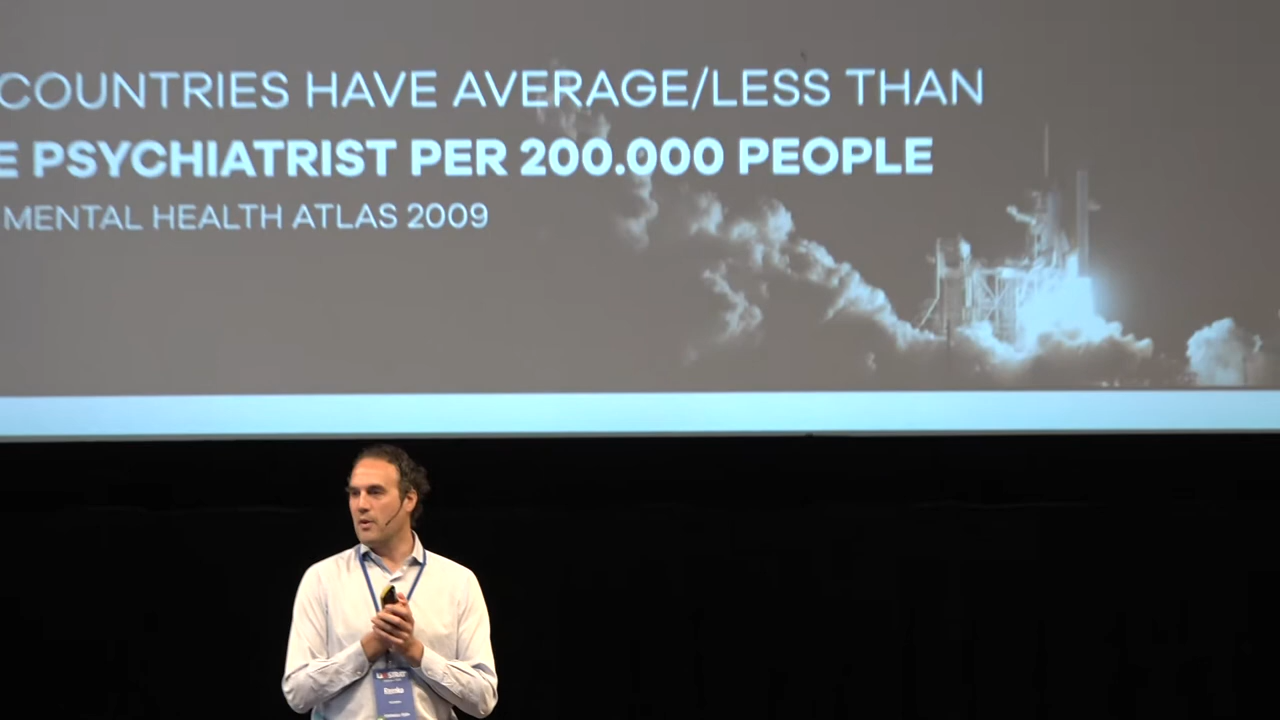 COUNTRIES HAVE AVERAGE/LESS THAN
E PSYCHIATRIST PER 200.000 PEOPLE
MENTAL HEALTH ATLAS 2009